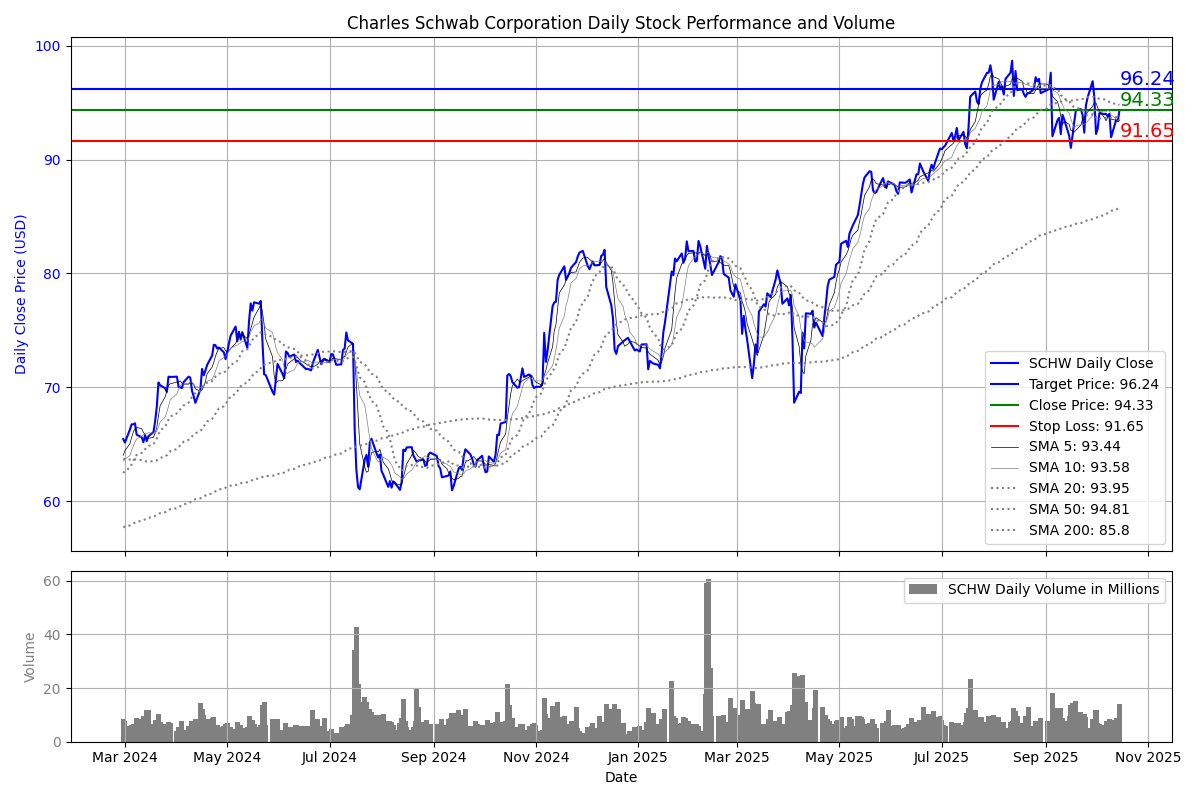 Charles Schwab Corporation Daily Stock Performance and Volume
Daily Close Price (USD)
100
90
80
70
60
96.24
94.33
91.65
SCHW Daily Close
Target Price: 96.24
Close Price: 94.33
Stop Loss: 91.65
SMA 5: 93.44
SMA 10: 93.58
SMA 20: 93.95
SMA 50: 94.81
SMA 200: 85.8
Volume
60
40
20
0
SCHW Daily Volume in Millions
Mar 2024 May 2024 Jul 2024 Sep 2024 Nov 2024 Jan 2025 Mar 2025 May 2025 Jul 2025 Sep 2025 Nov 2025
Date